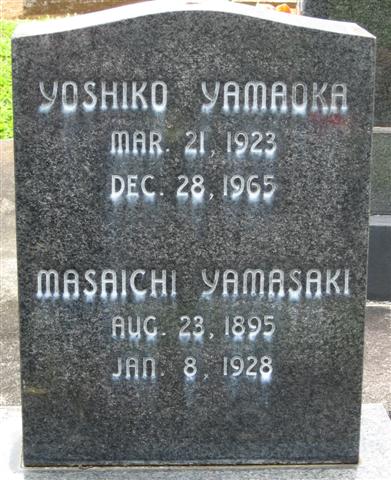 YOSHIKO YAMAOKA
MAR. 21, 1923
DEC. 28, 1965
MASAICHI YAMASAKI
AUG. 23, 1895
JAN. 8, 1928